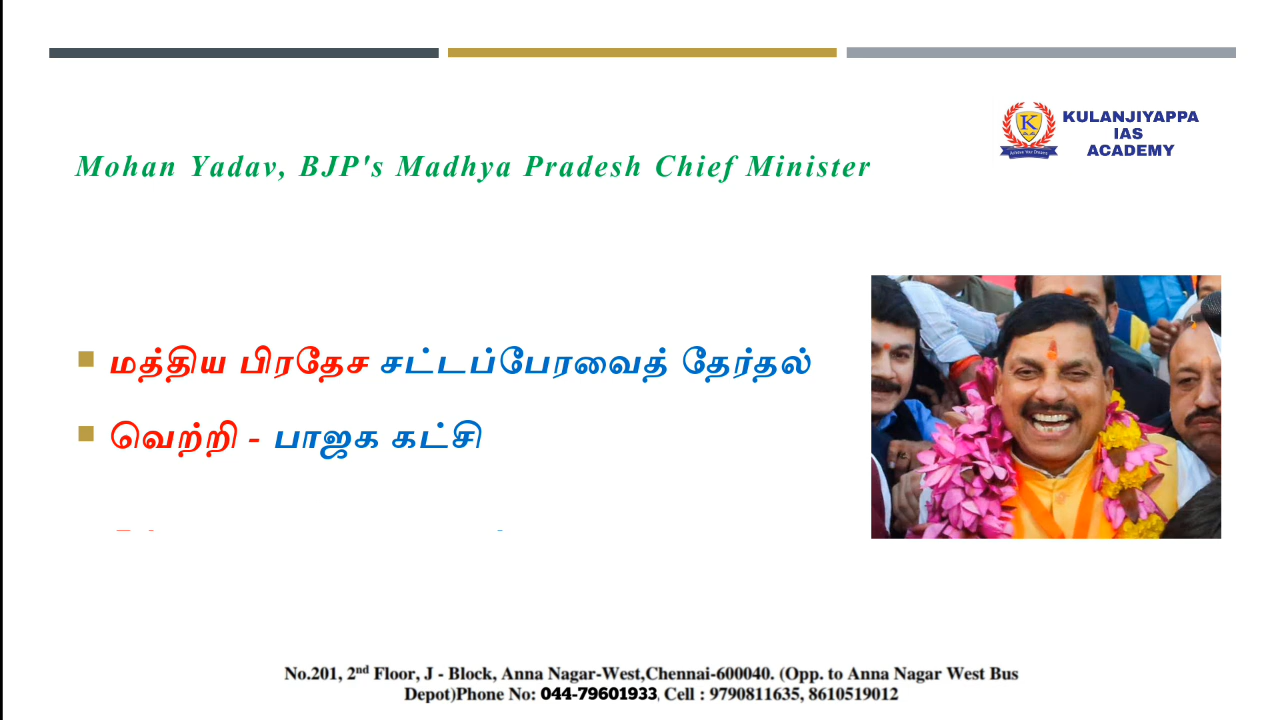 KULANJIYAPPA
IAS
ACADEMY
Mohan Yadav, BJP's Madhya Pradesh Chief Minister
மத்திய பிரதேச சட்டப்பேரவைத் தேர்தல்
வெற்றி - பாஜக கட்சி
No.201, 2nd Floor, J - Block, Anna Nagar-West,Chennai-600040. (Opp. to Anna Nagar West Bus
Depot)Phone No: 044-79601933, Cell : 9790811635, 8610519012